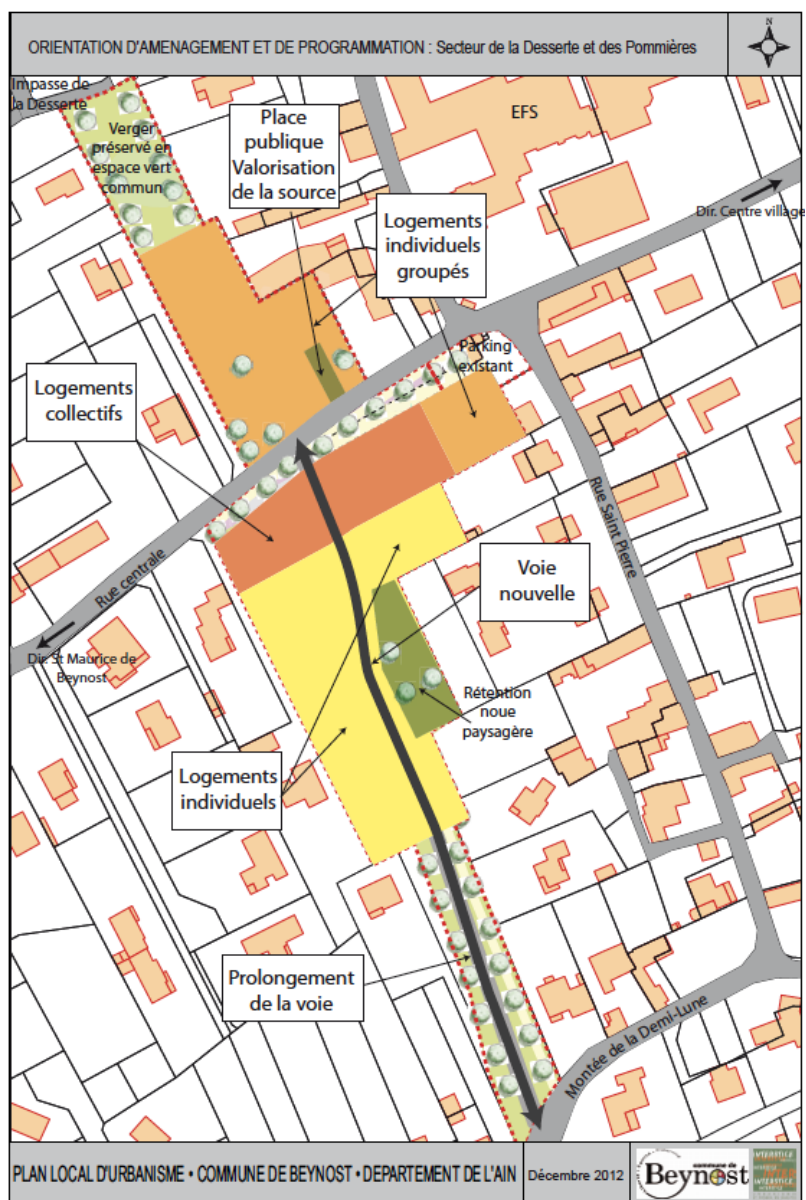 ORIENTATION D'AMENAGEMENT ET DE PROGRAMMATION : Secteur de la Desserte et des Pommières
N
Impasse de
la Desserte
Verger
préservé en
espace vert
commun
Place
publique
Valorisation
de la source
EFS
Dir. Centre village
Logements
individuels
groupés
Parking
existant
Logements
collectifs
Rue Saint Pierre
Rue centrale
Voie
nouvelle
Dir. St Maurice de
Beynost
Rétention
noue
paysagère
Logements
individuels
Prolongement
de la voie
Montée de la Demi-Lune
PLAN LOCAL D'URBANISME • COMMUNE DE BEYNOST • DEPARTEMENT DE L'AIN
Décembre 2012
commune de
Beynost
INTERSTICE
INTERSTICE